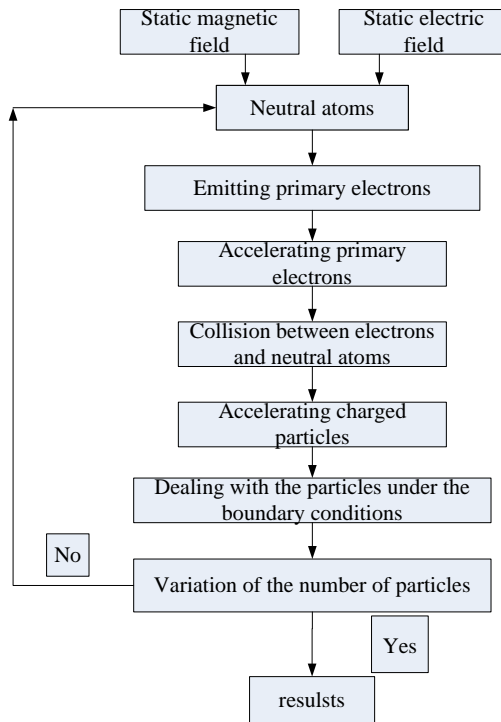 Static magnetic
field
Static electric
field
Neutral atoms
Emitting primary electrons
Accelerating primary
electrons
Collision between electrons
and neutral atoms
Accelerating charged
particles
Dealing with the particles under the
boundary conditions
No
Variation of the number of particles
Yes
resulsts